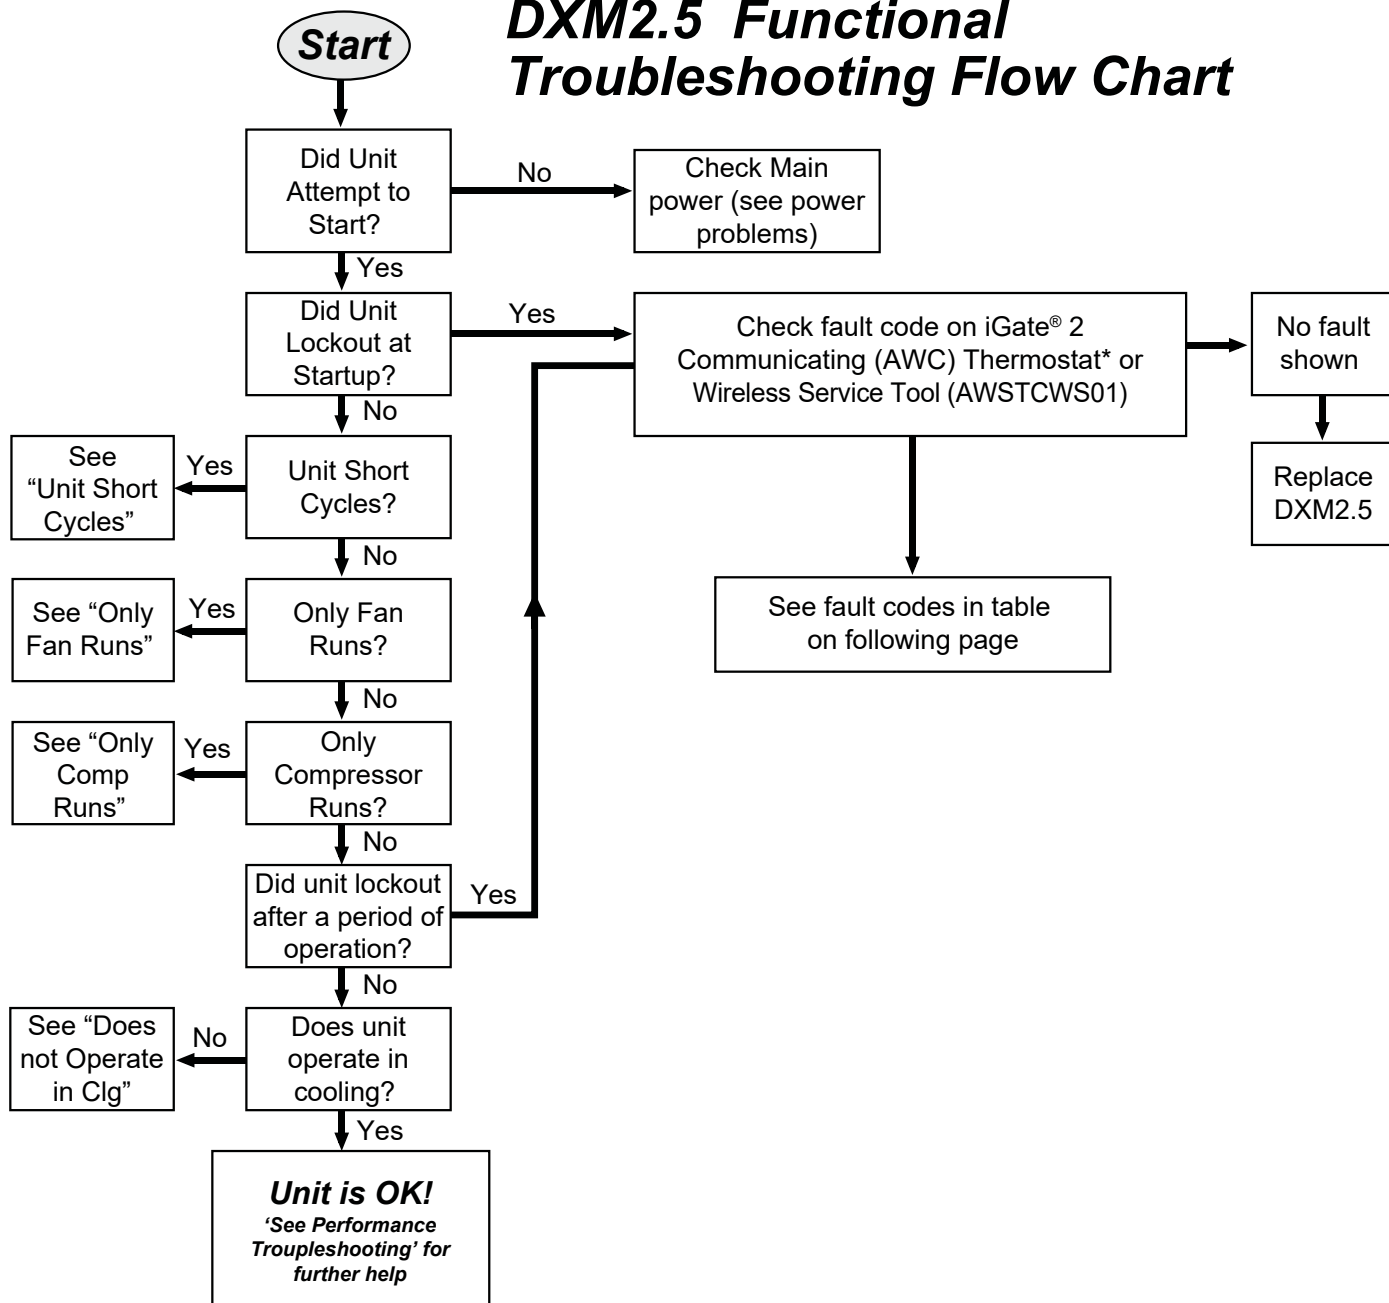 DXM2.5 Functional
Troubleshooting Flow Chart
Start
Did Unit
Attempt to
Start?
No
Check Main
power (see power
problems)
Yes
Did Unit
Lockout at
Startup?
Yes
Check fault code on iGate® 2
Communicating (AWC) Thermostat* or
Wireless Service Tool (AWSTCWS01)
No fault
shown
Replace
DXM2.5
See fault codes in table
on following page
No
Unit Short
Cycles?
Yes
See
“Unit Short
Cycles”
No
Only Fan
Runs?
Yes
See “Only
Fan Runs”
No
Only
Compressor
Runs?
Yes
See “Only
Comp
Runs”
No
Did unit lockout
after a period of
operation?
Yes
No
Does unit
operate in
cooling?
No
See “Does
not Operate
in Clg”
Yes
Unit is OK!
‘See Performance
Troupleshooting’ for
further help